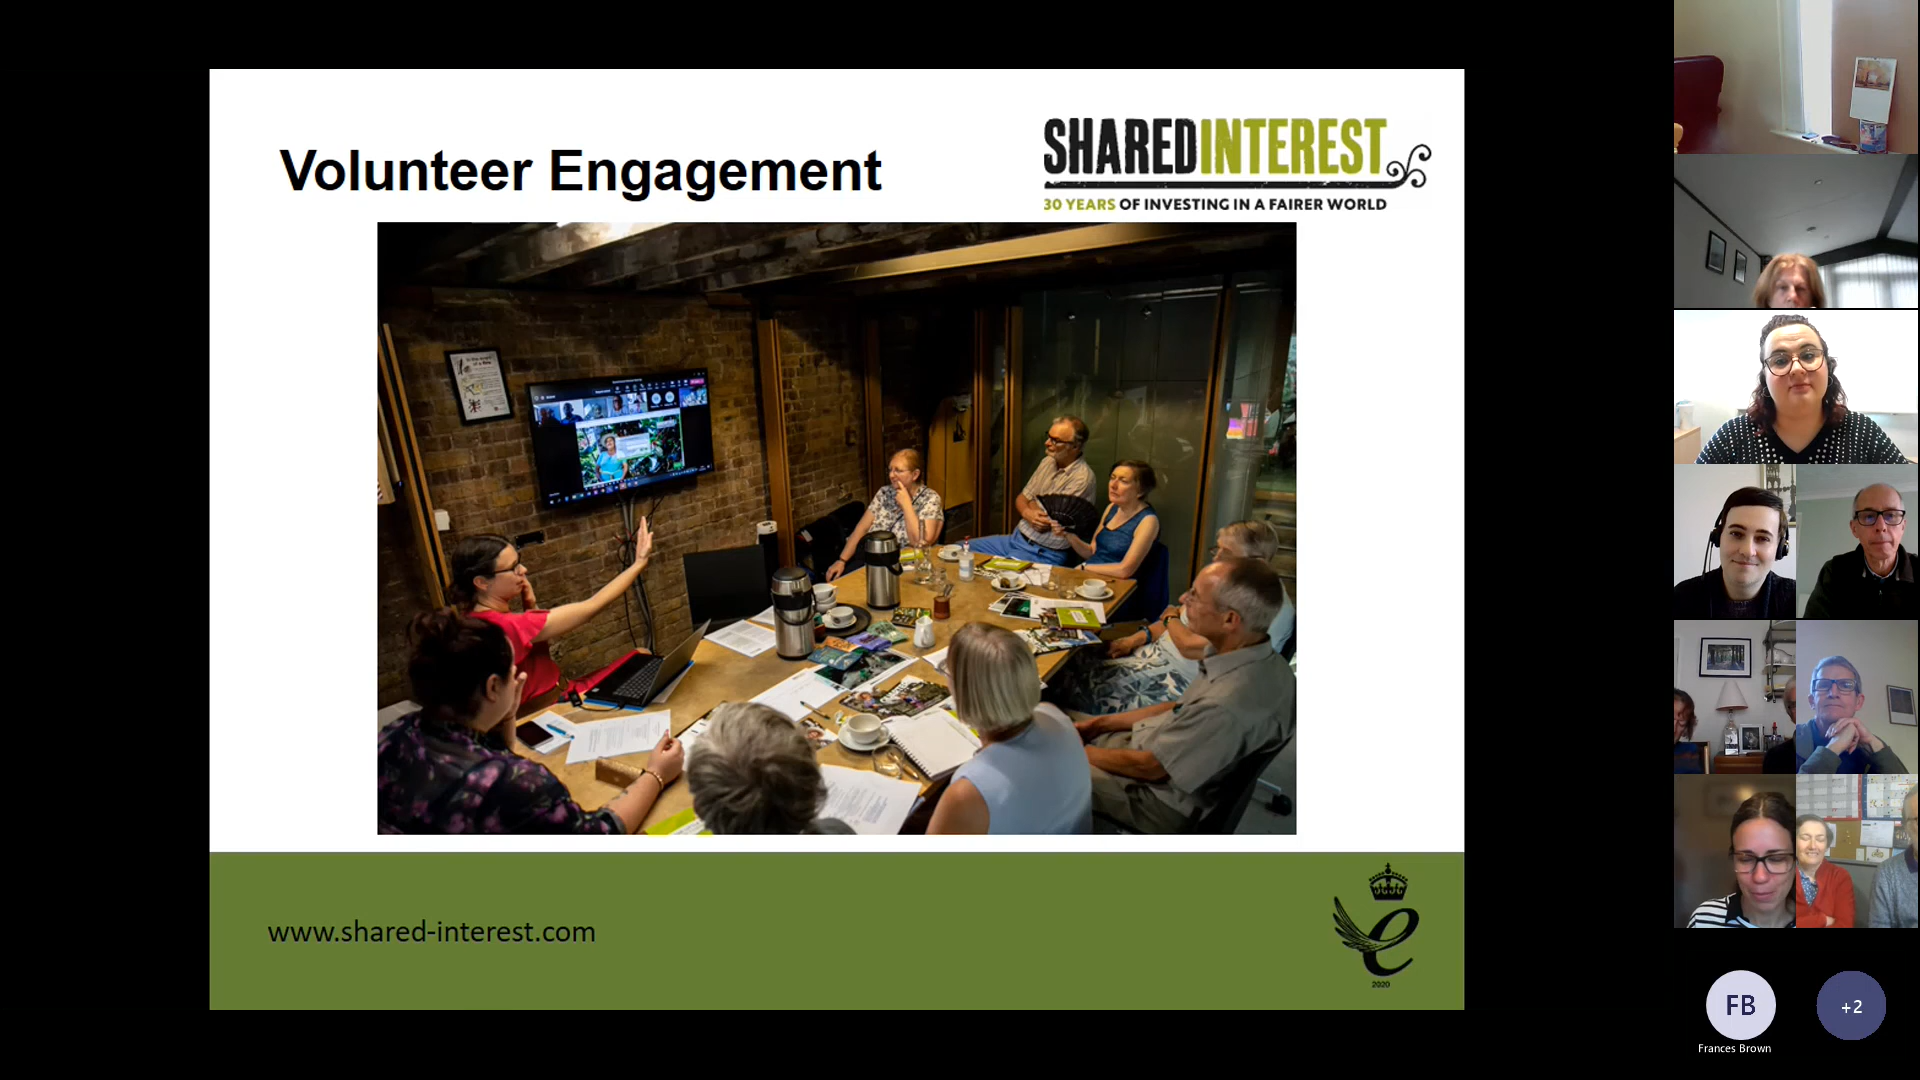 Volunteer Engagement
SHAREDINTEREST
30 YEARS OF INVESTING IN A FAIRER WORLD
www.shared-interest.com
e
2020
FB
+2
Frances Brown